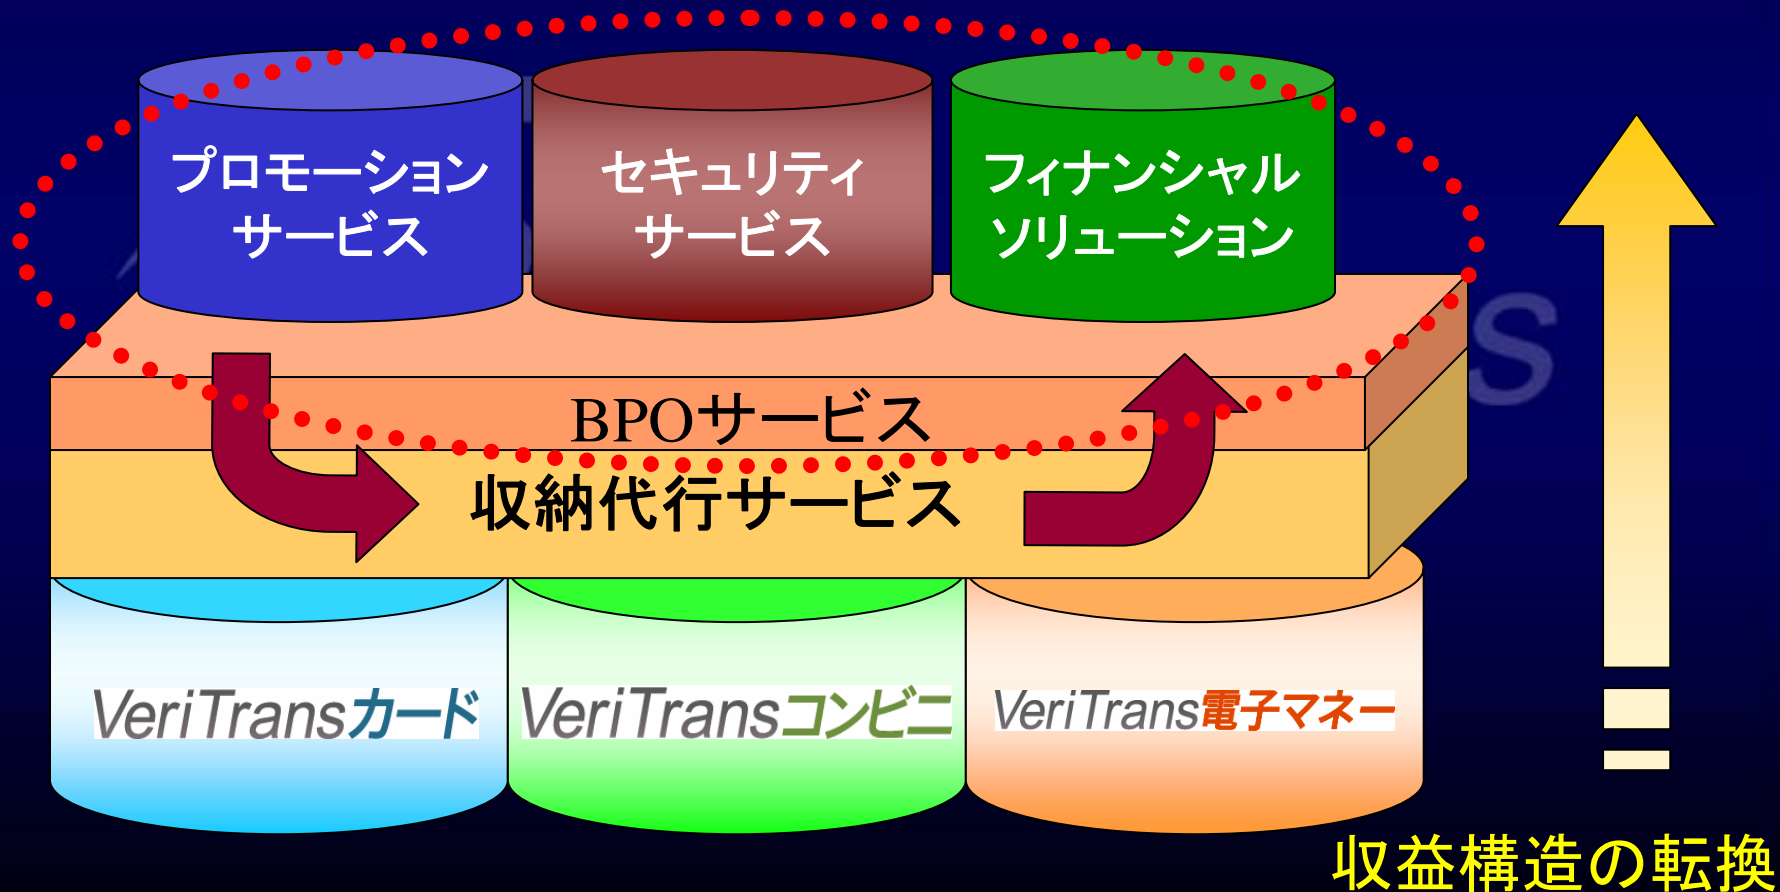 プロモーション
サービス
セキュリティ
サービス
フィナンシャル
ソリューション
BPOサービス
収納代行サービス
VeriTransカード
VeriTransコンビニ
VeriTrans電子マネー
収益構造の転換